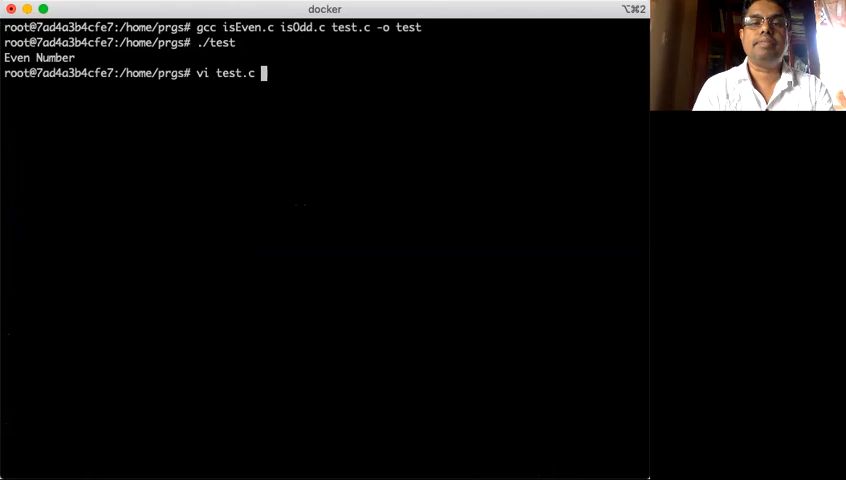 docker
⌥⌘2
root@7ad4a3b4cfe7:/home/prgs# gcc isEven.c isOdd.c test.c -o test
root@7ad4a3b4cfe7:/home/prgs# ./test
Even Number
root@7ad4a3b4cfe7:/home/prgs# vi test.c